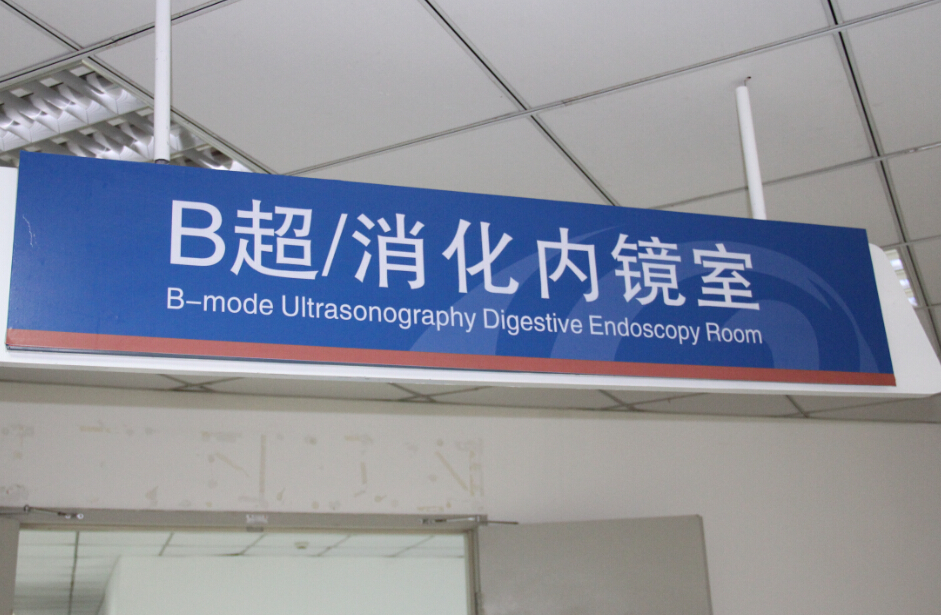 B超/消化内镜室
B-mode Ultrasonography Digestive Endoscopy Room